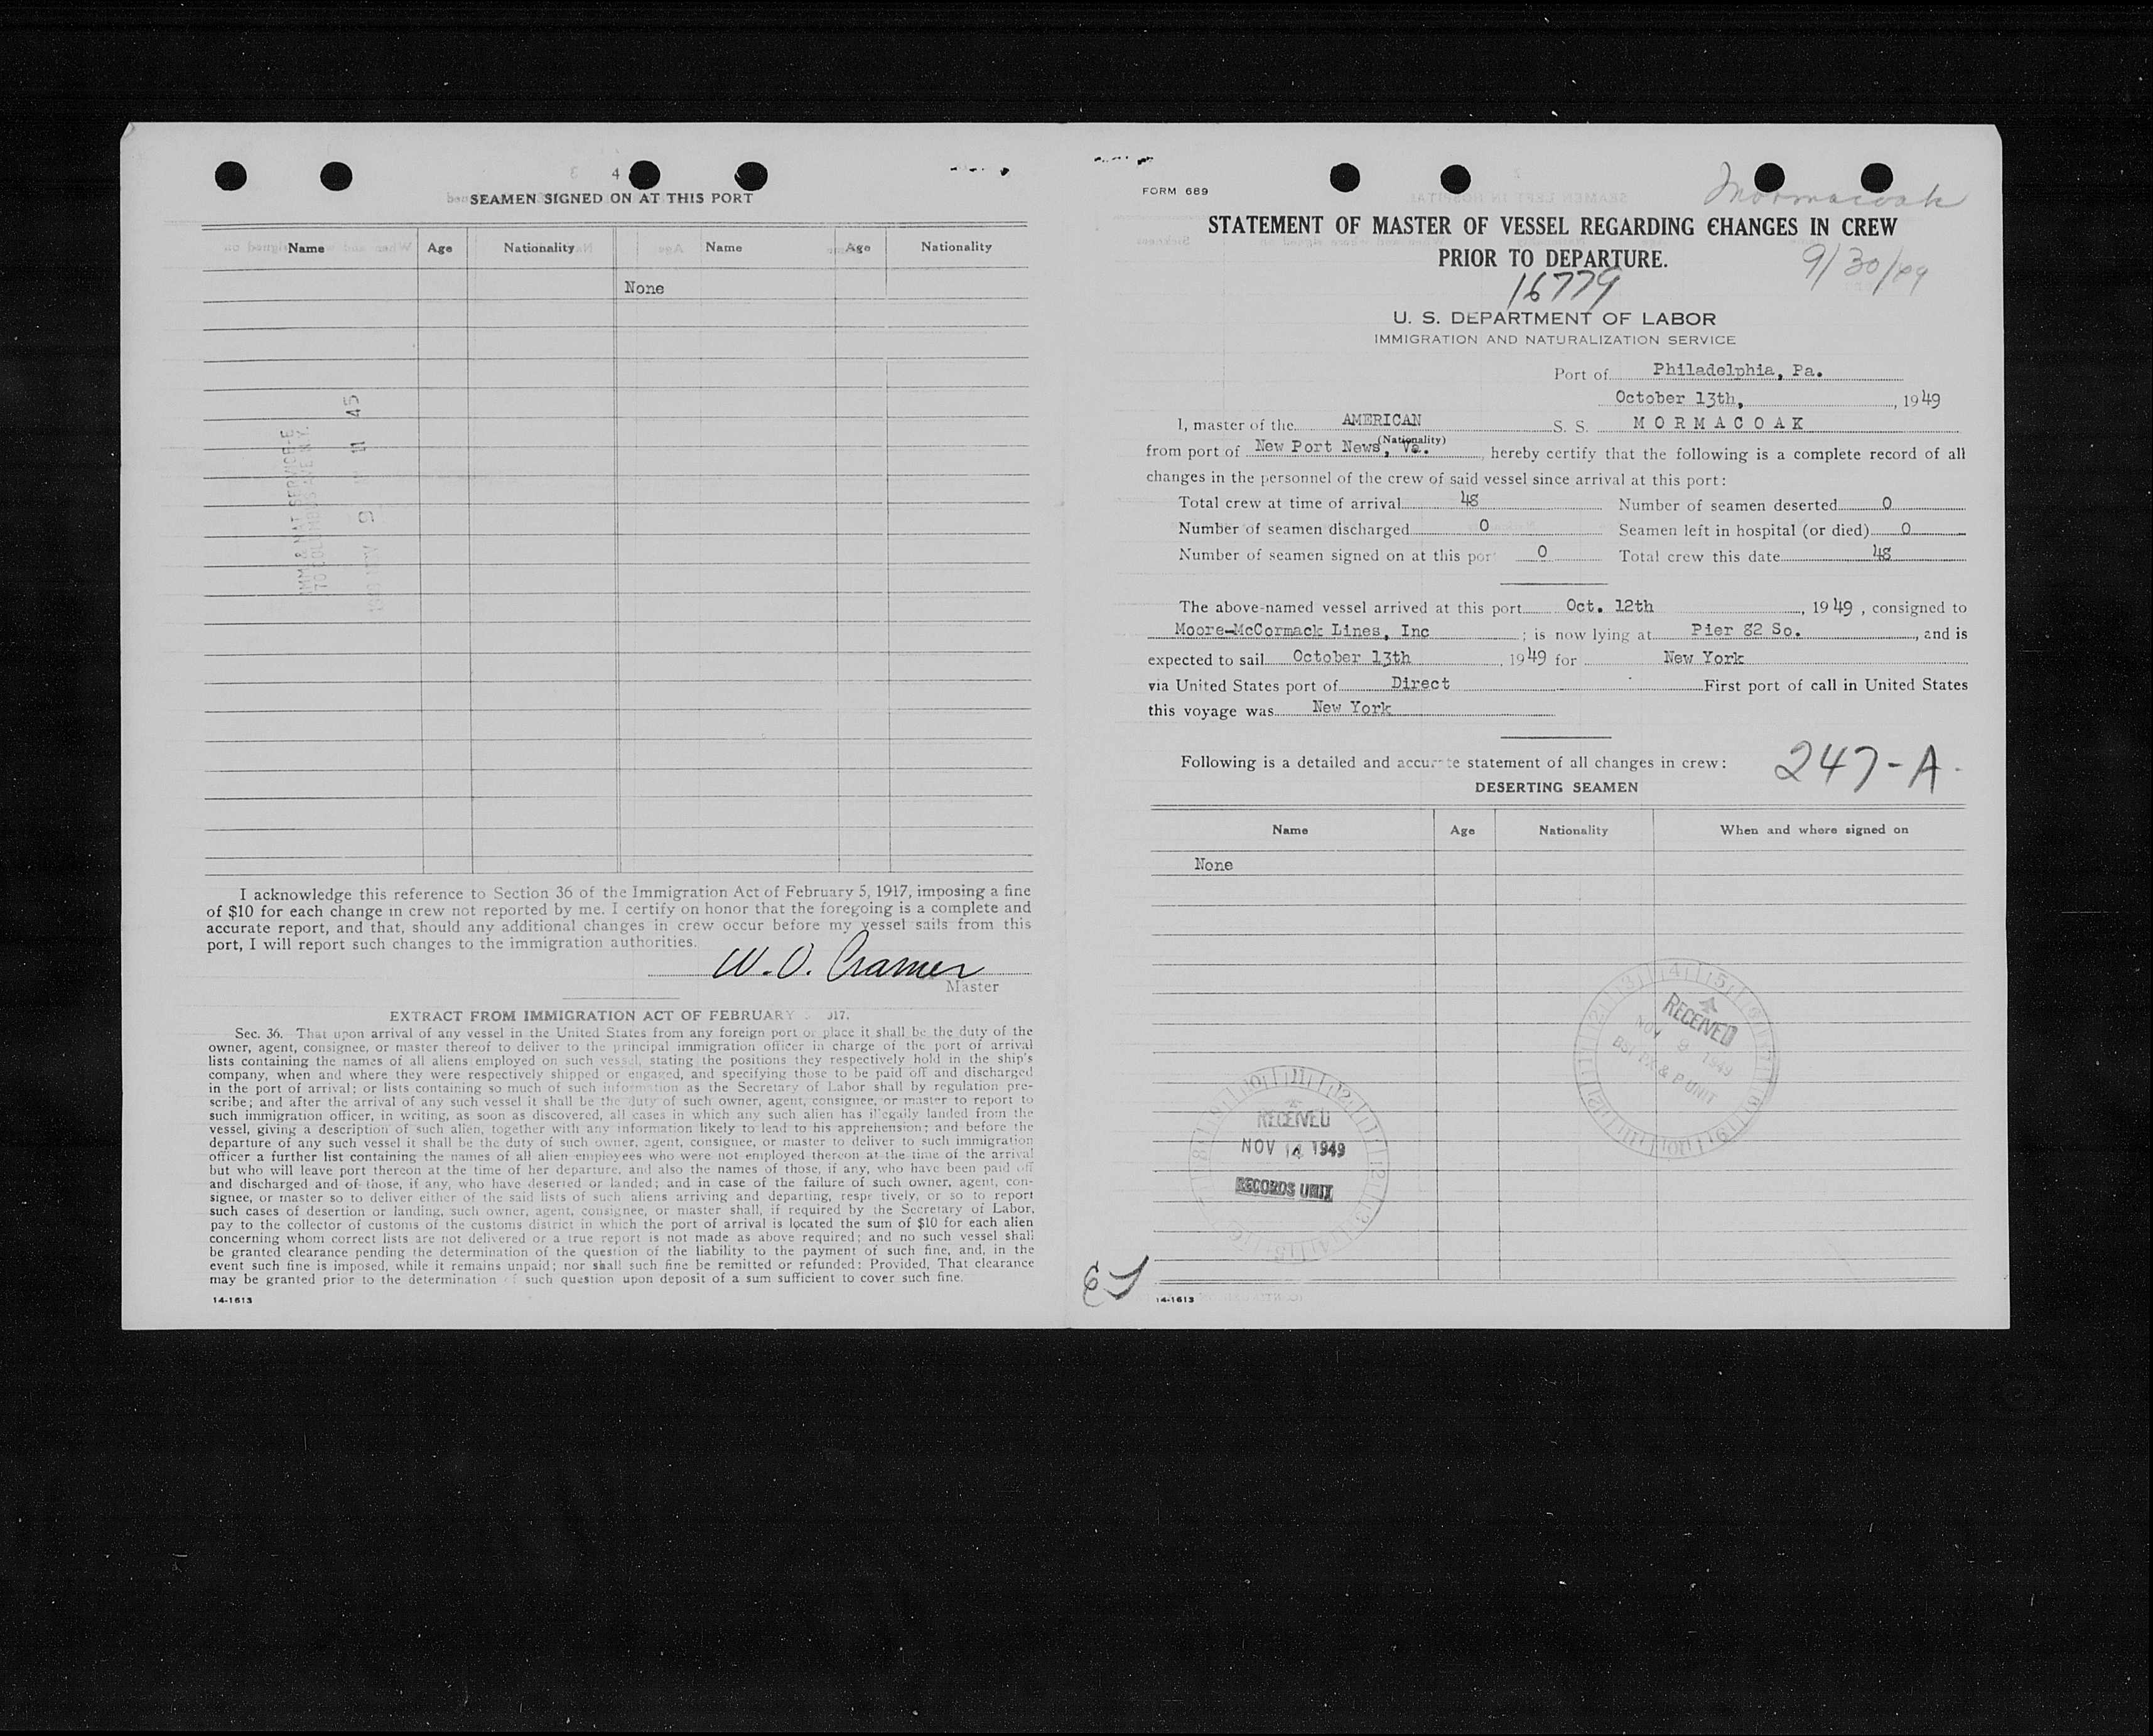 4
SEAMEN SIGNED ON AT THIS PORT
Name Age Nationality Name Age Nationality
None
45
11
9
I acknowledge this reference to Section 36 of the Immigration Act of February 5, 1917, imposing a fine
of $10 for each change in crew not reported by me. I certify on honor that the foregoing is a complete and
accurate report, and that, should any additional changes in crew occur before my vessel sails from this
port, I will report such changes to the immigration authorities.
W. O. Cramer
Master
EXTRACT FROM IMMIGRATION ACT OF FEBRUARY 917.
Sec. 36. That upon arrival of any vessel in the United States from any foreign port or place it shall be the duty of the
owner, agent, consignee, or master thereof to deliver to the principal immigration officer in charge of the port of arrival
lists containing the names of all aliens employed on such vessel, stating the positions they respectively hold in the ship's
company, when and where they were respectively shipped or engaged, and specifying those to be paid off and discharged
in the port of arrival; or lists containing so much of such information as the Secretary of Labor shall by regulation pre-
scribe; and after the arrival of any such vessel it shall be the duty of such owner, agent, consignee, or master to report to
such immigration officer, in writing, as soon as discovered, all cases in which any such alien has illegally landed from the
vessel, giving a description of such alien, together with any information likely to lead to his apprehension; and before the
departure of any such vessel it shall be the duty of such owner, agent, consignee, or master to deliver to such immigration
officer a further list containing the names of all alien employees who were not employed thereon at the time of the arrival
but who will leave port thereon at the time of her departure, and also the names of those, if any, who have been paid off
and discharged and of those, if any, who have deserted or landed; and in case of the failure of such owner, agent, con-
signee, or master so to deliver either of the said lists of such aliens arriving and departing, respectively, or so to report
such cases of desertion or landing, such owner, agent, consignee, or master shall, if required by the Secretary of Labor,
pay to the collector of customs of the customs district in which the port of arrival is located the sum of $10 for each alien
concerning whom correct lists are not delivered or a true report is not made as above required; and no such vessel shall
be granted clearance pending the determination of the question of the liability to the payment of such fine, and, in the
event such fine is imposed, while it remains unpaid; nor shall such fine be remitted or refunded: Provided, That clearance
may be granted prior to the determination of such question upon deposit of a sum sufficient to cover such fine.
14-1613
FORM 689
Mormacoak
STATEMENT OF MASTER OF VESSEL REGARDING CHANGES IN CREW
PRIOR TO DEPARTURE.
9/30/49
16779
U. S. DEPARTMENT OF LABOR
IMMIGRATION AND NATURALIZATION SERVICE
Port of Philadelphia, Pa.
October 13th, , 1949
I, master of the AMERICAN S. S. MORMACOAK
(Nationality)
from port of New Port News, Va. , hereby certify that the following is a complete record of all
changes in the personnel of the crew of said vessel since arrival at this port:
Total crew at time of arrival 48 Number of seamen deserted 0
Number of seamen discharged 0 Seamen left in hospital (or died) 0
Number of seamen signed on at this port 0 Total crew this date 48
The above-named vessel arrived at this port Oct. 12th , 1949 , consigned to
Moore-McCormack Lines, Inc ; is now lying at Pier 82 So. , and is
expected to sail October 13th , 1949 for New York
via United States port of Direct First port of call in United States
this voyage was New York
Following is a detailed and accurate statement of all changes in crew:
247-A.
DESERTING SEAMEN
Name Age Nationality When and where signed on
None
RECEIVED
NOV 9 1949
RECEIVED
NOV 14 1949
RECORDS UNIT
14-1613